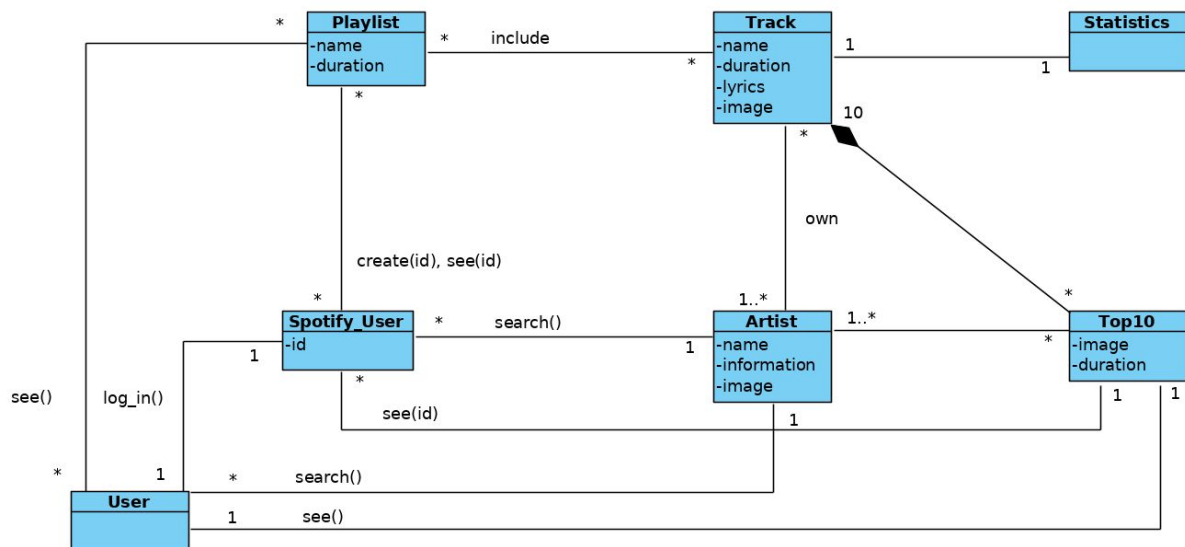 Playlist
-name
-duration
*
*
include
*
*
Track
-name
-duration
-lyrics
-image
1
1
Statistics
10
*
own
1..*
create(id), see(id)
*
Spotify_User
-id
*
search()
1
Artist
-name
-information
-image
1..*
*
*
Top10
-image
-duration
1
*
see(id)
1
1
1
see()
log_in()
*
1
*
search()
User
1
see()